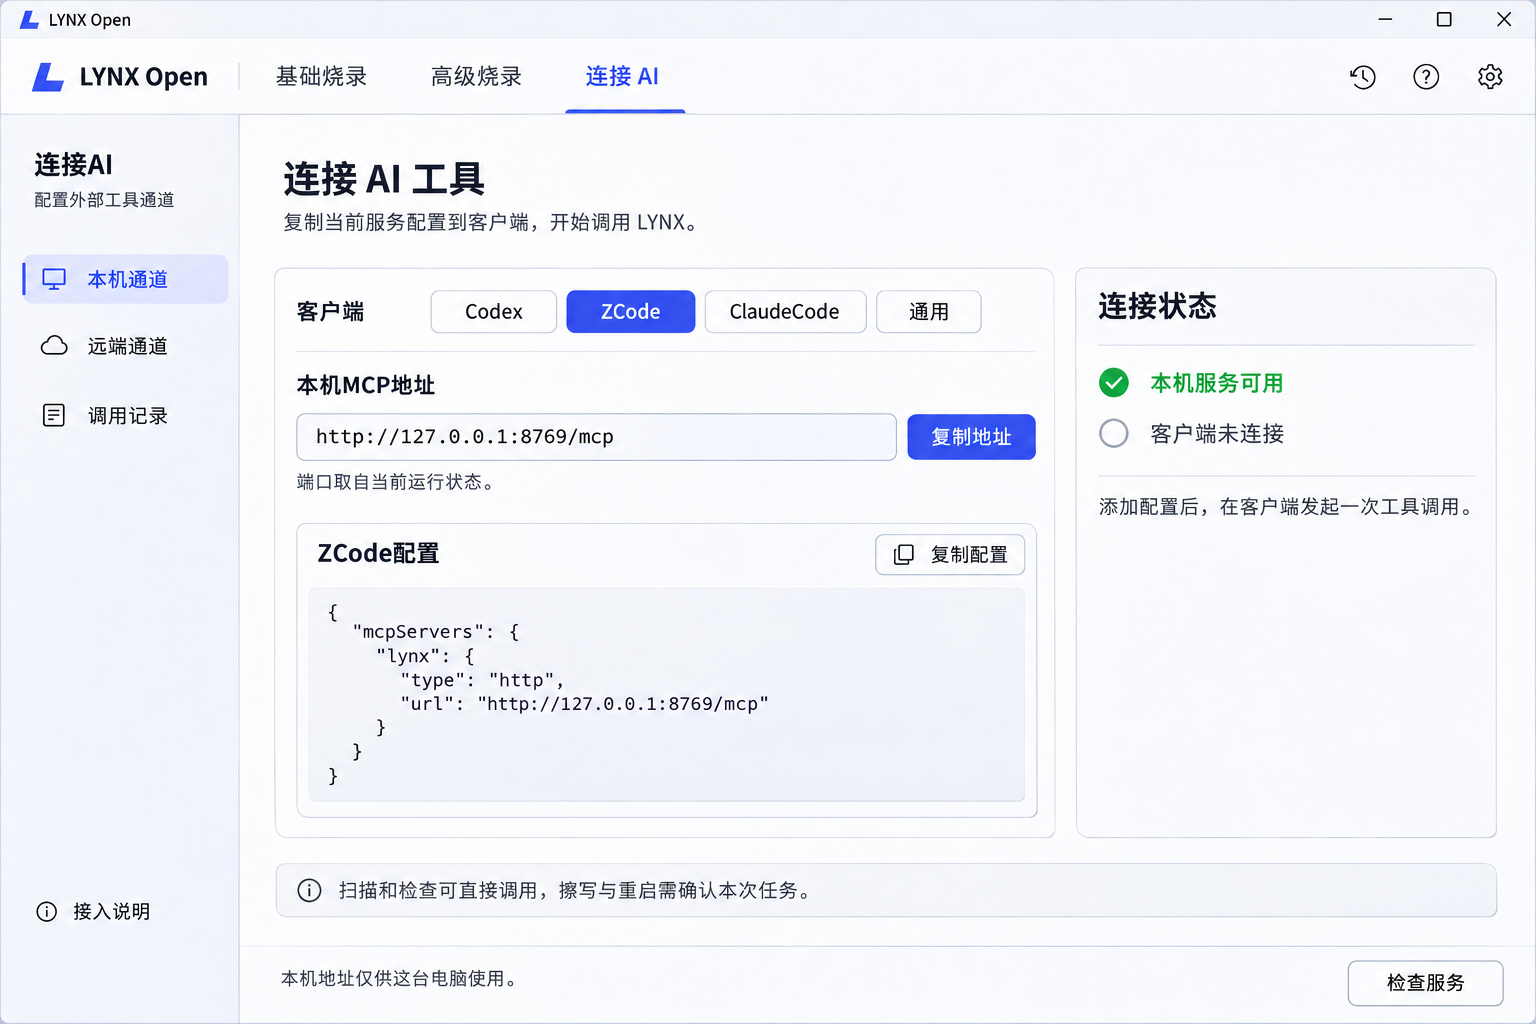 LYNX Open
LYNX Open
基础烧录
高级烧录
连接 AI
连接AI
配置外部工具通道
本机通道
远端通道
调用记录
接入说明
连接 AI 工具
复制当前服务配置到客户端，开始调用 LYNX。
客户端
Codex
ZCode
ClaudeCode
通用
本机MCP地址
http://127.0.0.1:8769/mcp
复制地址
端口取自当前运行状态。
ZCode配置
复制配置
{
  "mcpServers": {
    "lynx": {
      "type": "http",
      "url": "http://127.0.0.1:8769/mcp"
    }
  }
}
连接状态
本机服务可用
客户端未连接
添加配置后，在客户端发起一次工具调用。
扫描和检查可直接调用，擦写与重启需确认本次任务。
本机地址仅供这台电脑使用。
检查服务